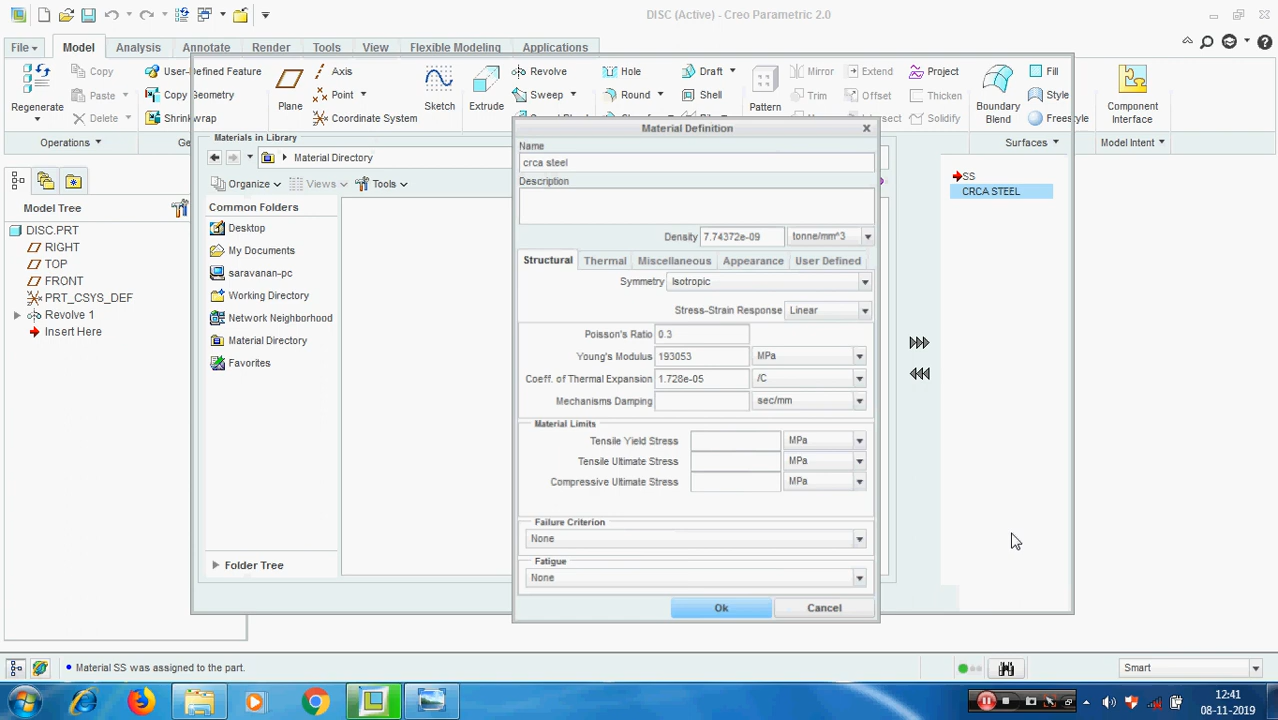 DISC (Active) - Creo Parametric 2.0
File Model Analysis Annotate Render Tools View Flexible Modeling Applications
Regenerate
Copy
Paste
Delete
User-Defined Feature
Copy Geometry
Shrinkwrap
Plane
Axis
Point
Coordinate System
Sketch
Extrude
Revolve
Sweep
Hole
Round
Draft
Shell
Pattern
Mirror
Trim
Extend
Offset
Project
Thicken
Solidify
Boundary
Blend
Fill
Style
Freestyle
Component
Interface
Operations
Surfaces
Model Intent
Model Tree
DISC.PRT
RIGHT
TOP
FRONT
PRT_CSYS_DEF
Revolve 1
Insert Here
Materials in Library
Material Directory
Organize Views Tools
Common Folders
Desktop
My Documents
saravanan-pc
Working Directory
Network Neighborhood
Material Directory
Favorites
Folder Tree
Material Definition
Name
crca steel
Description
Density 7.74372e-09 tonne/mm^3
Structural Thermal Miscellaneous Appearance User Defined
Symmetry Isotropic
Stress-Strain Response Linear
Poisson's Ratio 0.3
Young's Modulus 193053 MPa
Coeff. of Thermal Expansion 1.728e-05 /C
Mechanisms Damping sec/mm
Material Limits
Tensile Yield Stress MPa
Tensile Ultimate Stress MPa
Compressive Ultimate Stress MPa
Failure Criterion
None
Fatigue
None
Ok Cancel
SS
CRCA STEEL
Material SS was assigned to the part.
Smart
12:41
08-11-2019